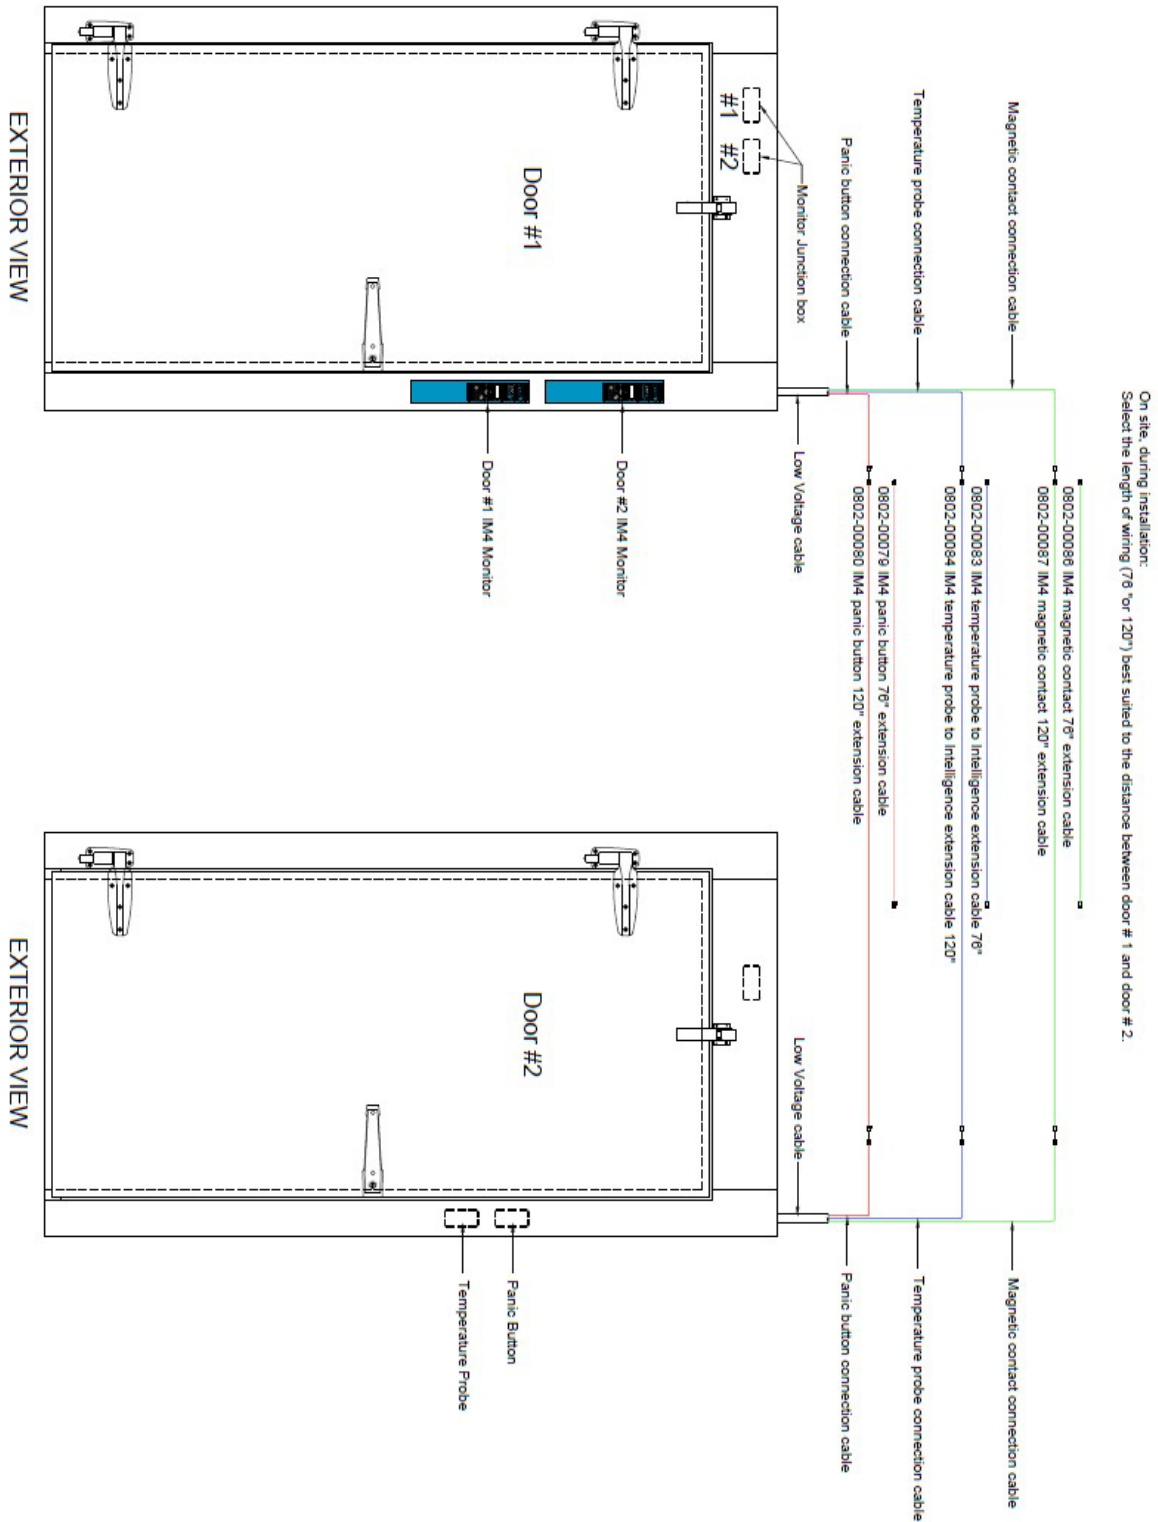 On site, during installation:
Select the length of wiring (76 "or 120") best suited to the distance between door # 1 and door # 2.
Magnetic contact connection cable
0802-00086 IM4 magnetic contact 76" extension cable
0802-00087 IM4 magnetic contact 120" extension cable
Magnetic contact connection cable
Temperature probe connection cable
0802-00083 IM4 temperature probe to Intelligence extension cable 76"
0802-00084 IM4 temperature probe to Intelligence extension cable 120"
Temperature probe connection cable
Panic button connection cable
0802-00079 IM4 panic button 76" extension cable
0802-00080 IM4 panic button 120" extension cable
Panic button connection cable
Monitor Junction box
Low Voltage cable
Low Voltage cable
#1
#2
Door #2 IM4 Monitor
Door #1 IM4 Monitor
Door #1
Door #2
Panic Button
Temperature Probe
EXTERIOR VIEW
EXTERIOR VIEW